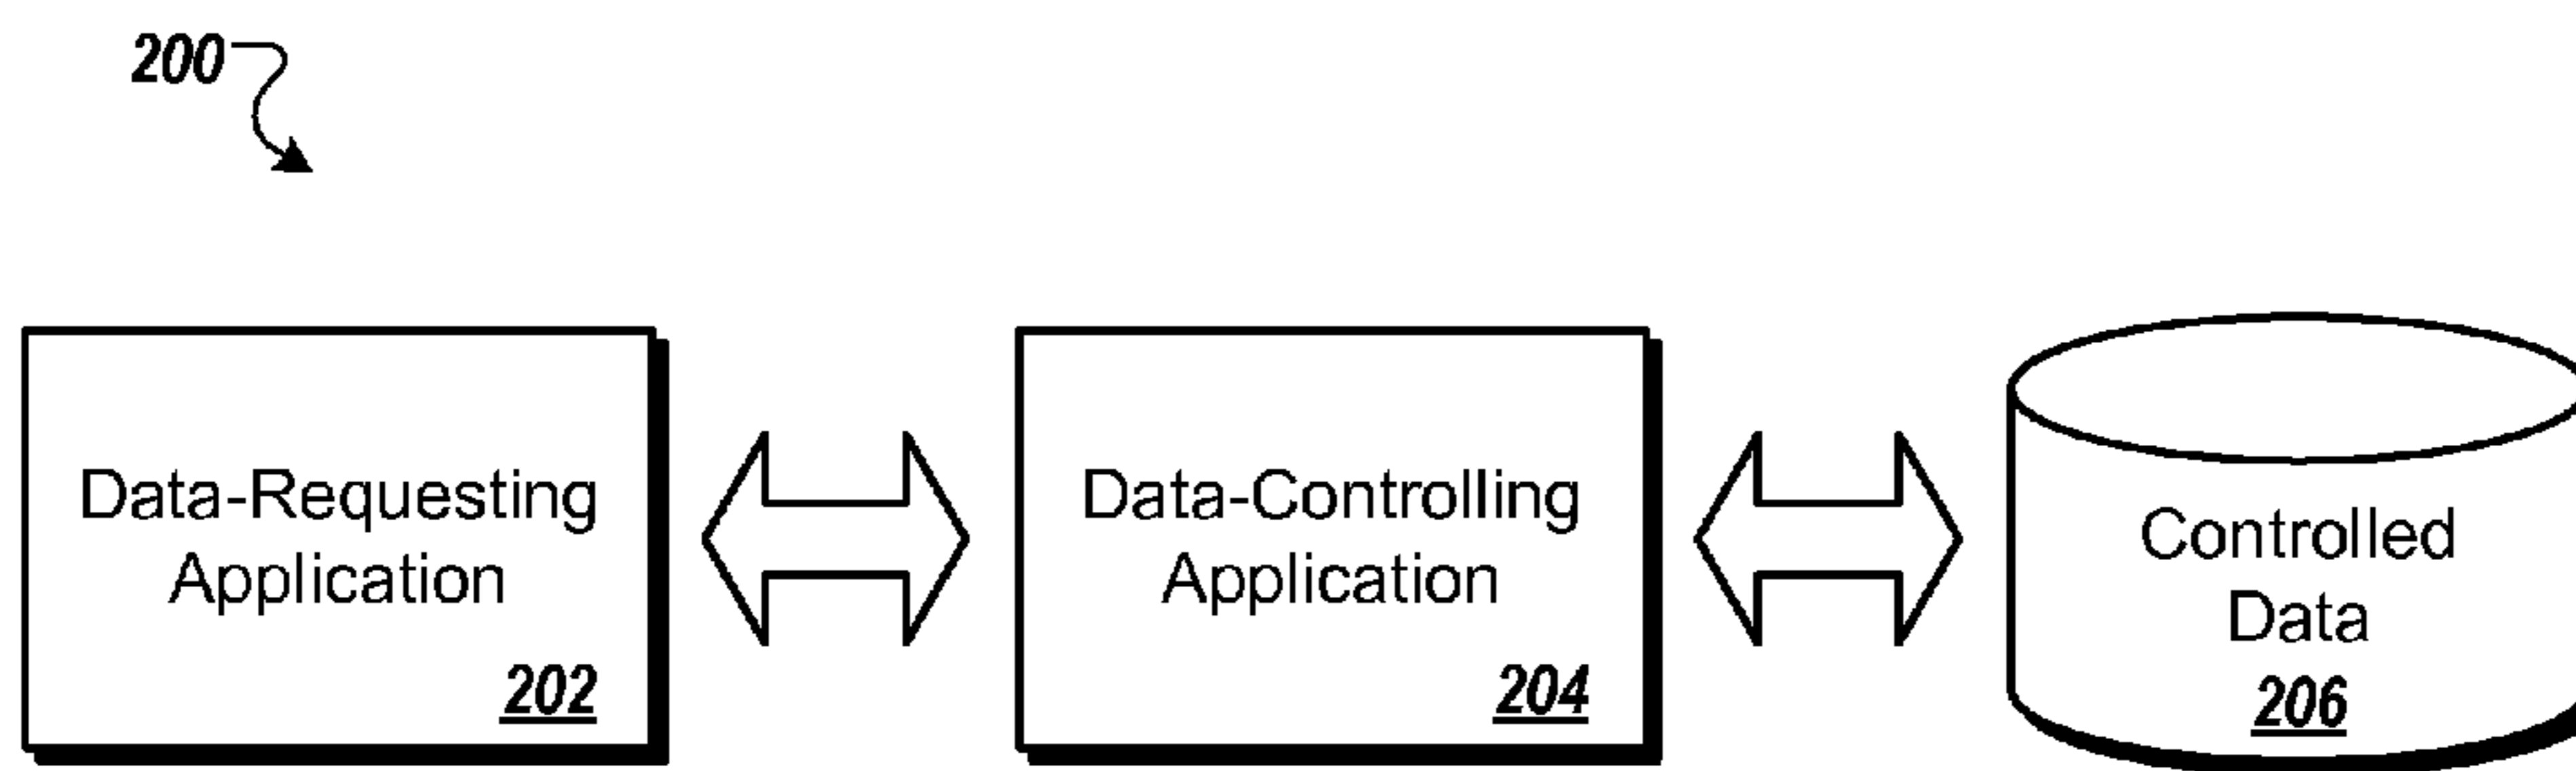 200
Data-Requesting
Application
202
Data-Controlling
Application
204
Controlled
Data
206